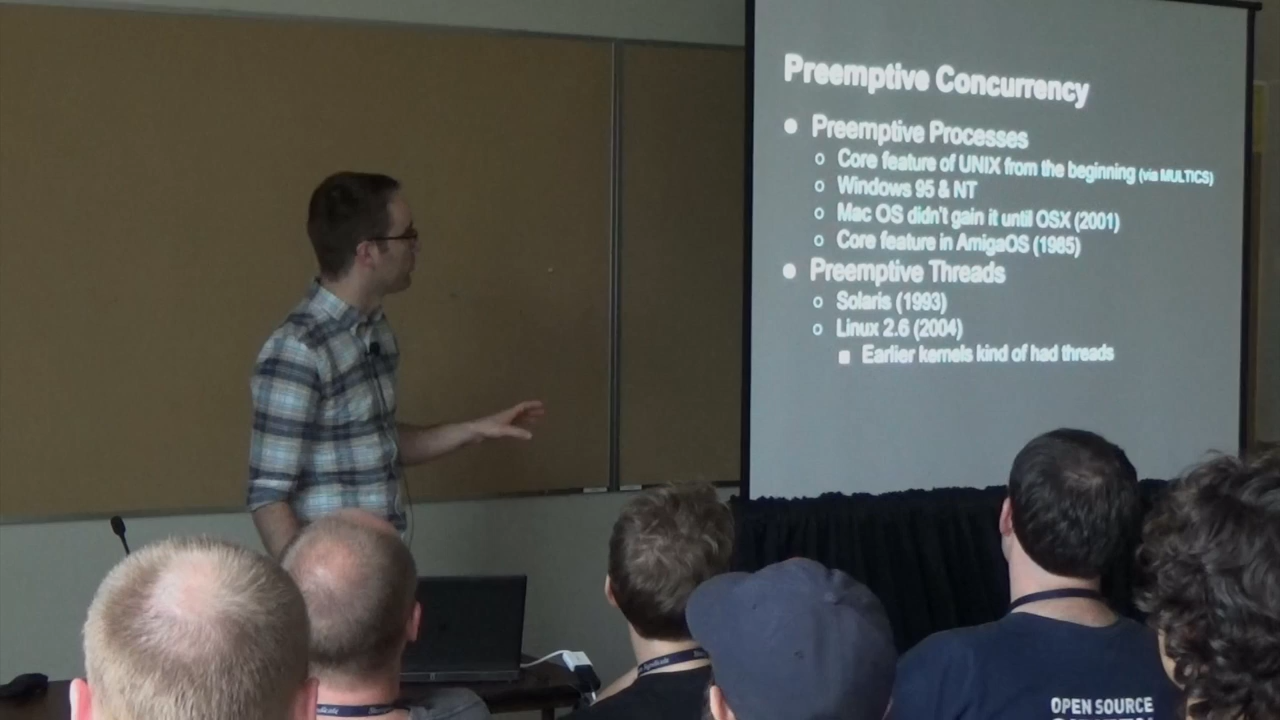 Preemptive Concurrency
Preemptive Processes
Core feature of UNIX from the beginning (via MULTICS)
Windows 95 & NT
Mac OS didn't gain it until OSX (2001)
Core feature in AmigaOS (1985)
Preemptive Threads
Solaris (1993)
Linux 2.6 (2004)
Earlier kernels kind of had threads
OPEN SOURCE